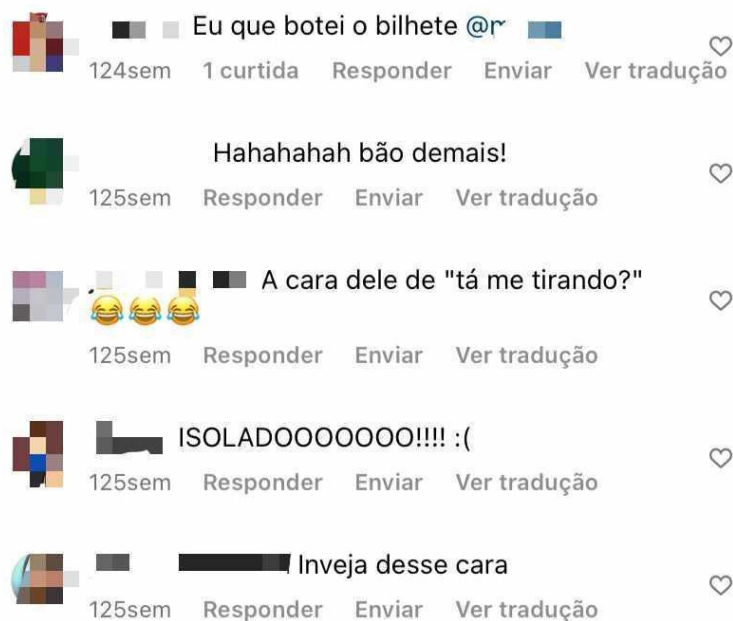 Eu que botei o bilhete
124sem 1 curtida Responder Enviar Ver tradução
Hahahahah bão demais!
125sem Responder Enviar Ver tradução
A cara dele de "tá me tirando?"
😂😂😂
125sem Responder Enviar Ver tradução
ISOLADOOOOOOO!!!! :(
125sem Responder Enviar Ver tradução
Inveja desse cara
125sem Responder Enviar Ver tradução